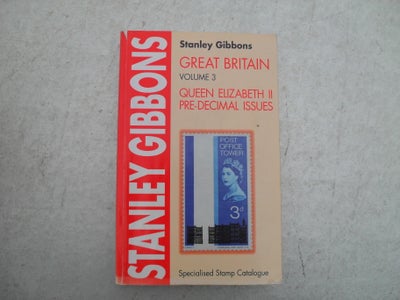 STANLEY GIBBONS
Stanley Gibbons
GREAT BRITAIN
VOLUME 3
QUEEN ELIZABETH II
PRE-DECIMAL ISSUES
POST
OFFICE
TOWER
3d
Specialised Stamp Catalogue